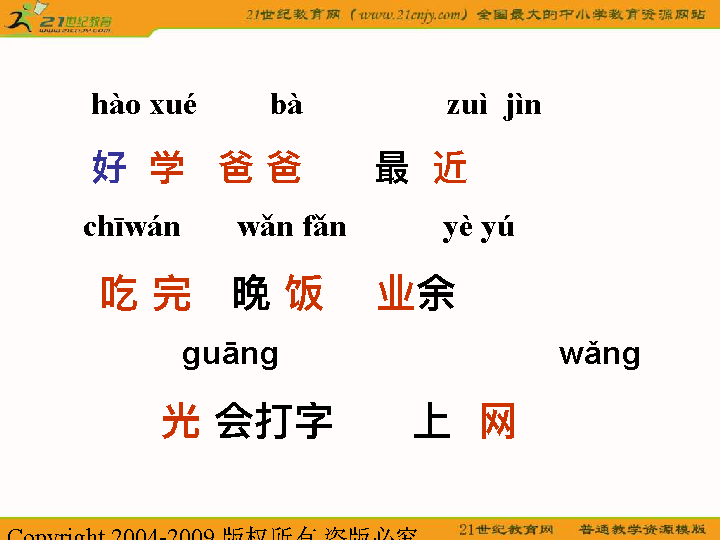 21世纪教育 21世纪教育网（www.21cnjy.com）全国最大的中小学教育资源网站
hào xué bà zuì jìn
好 学 爸 爸 最 近
chīwán wǎn fǎn yè yú
吃 完 晚 饭 业余
guāng wǎng
光 会打字 上 网
Copyright 2004-2009 版权所有 盗版必究 21世纪教育网 普通教学资源模版